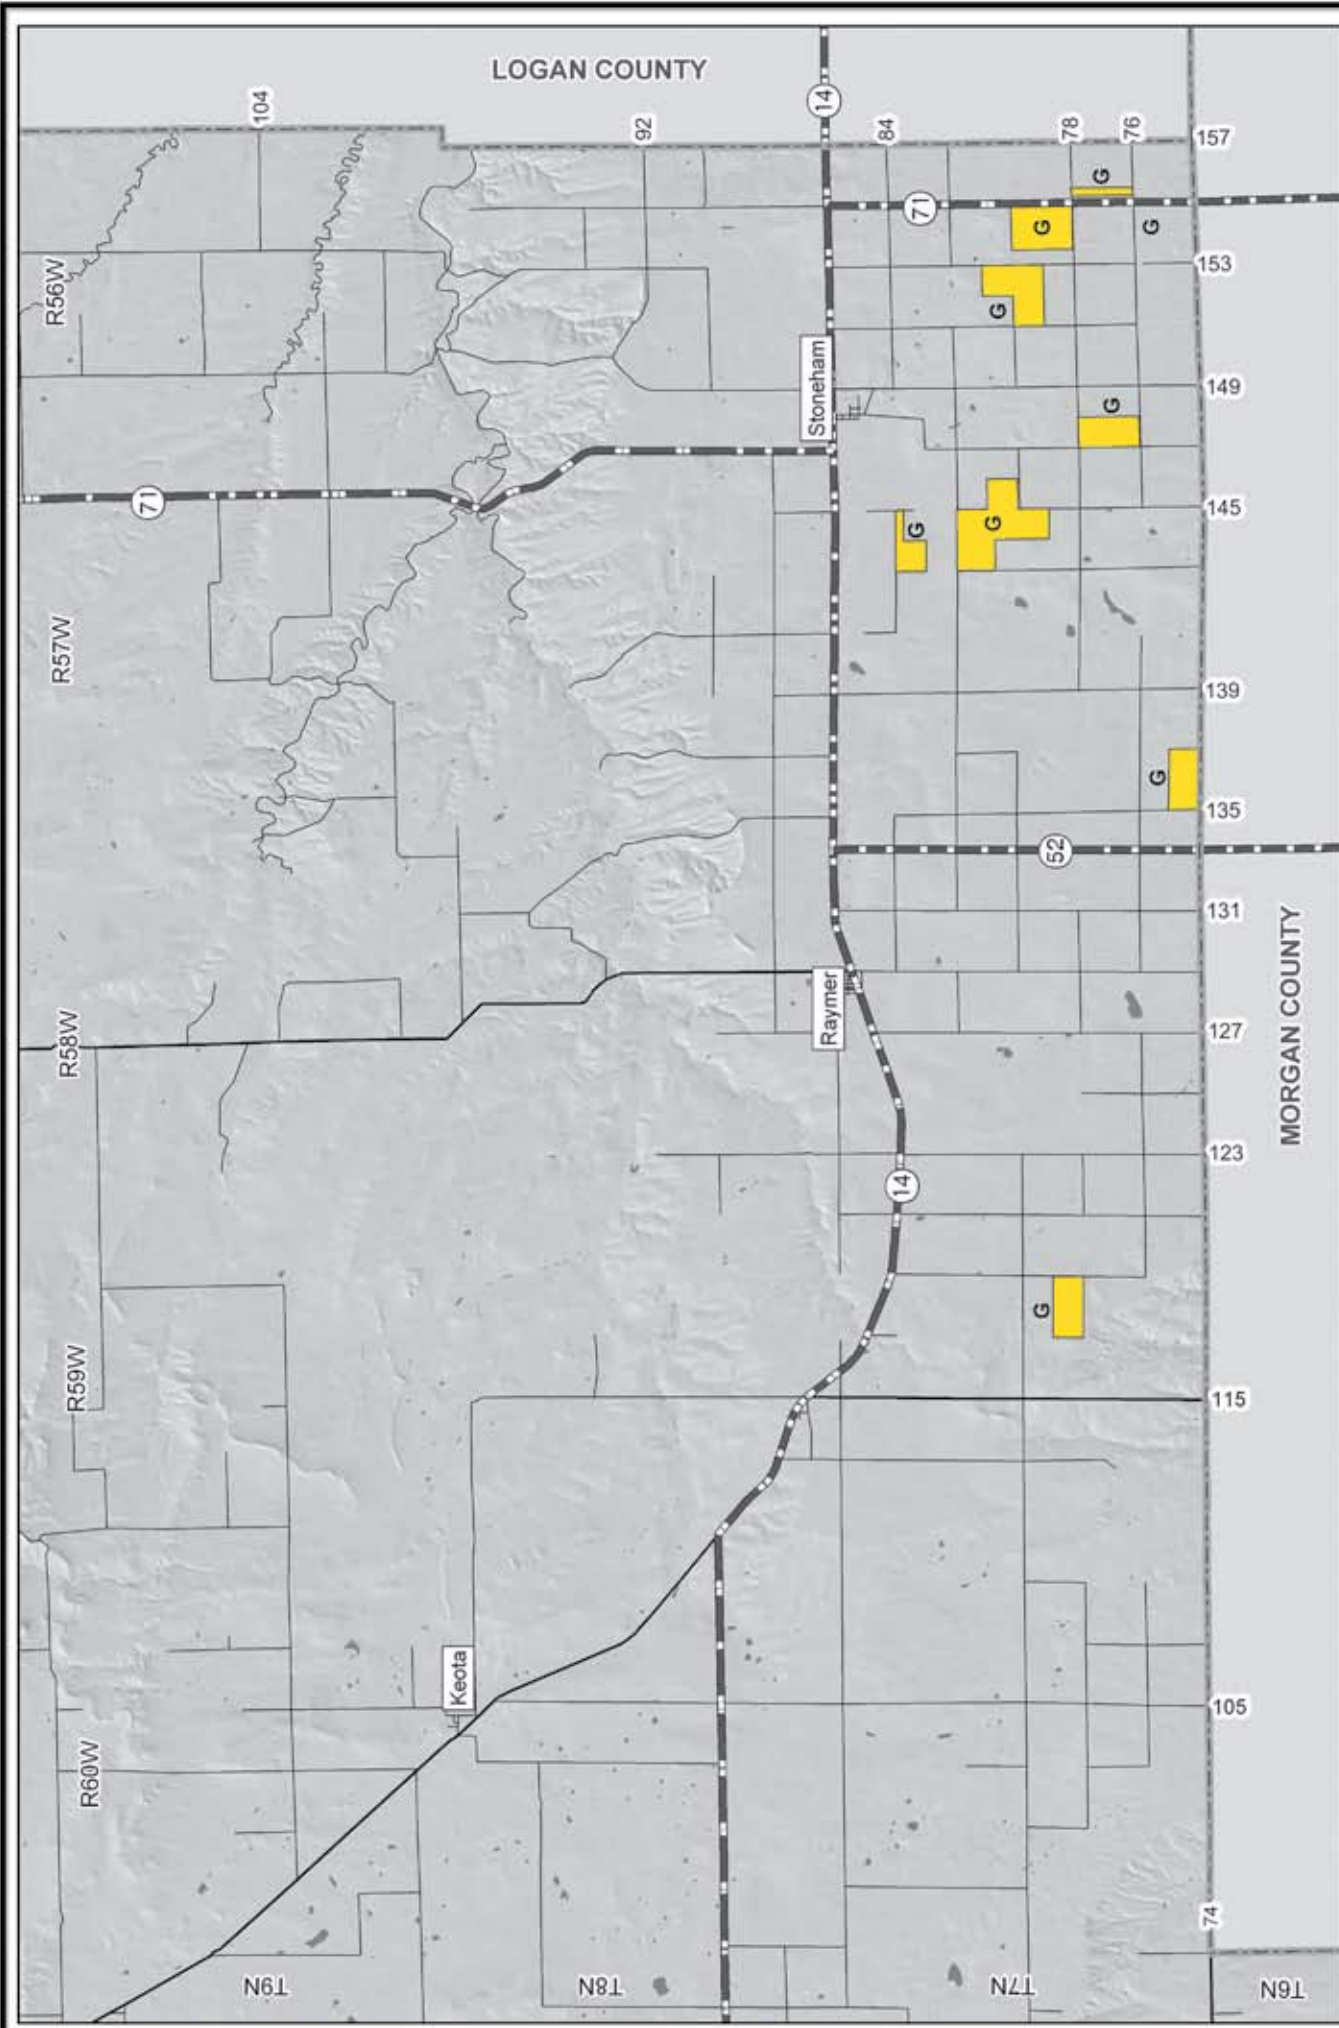 LOGAN COUNTY
14
104
92
84
78
76
157
G
71
G
G
153
R56W
G
Stoneham
149
G
71
145
G
G
R57W
139
G
135
52
131
MORGAN COUNTY
Raymer
R58W
127
123
14
G
R59W
115
Keota
105
R60W
74
T9N
T8N
T7N
T6N